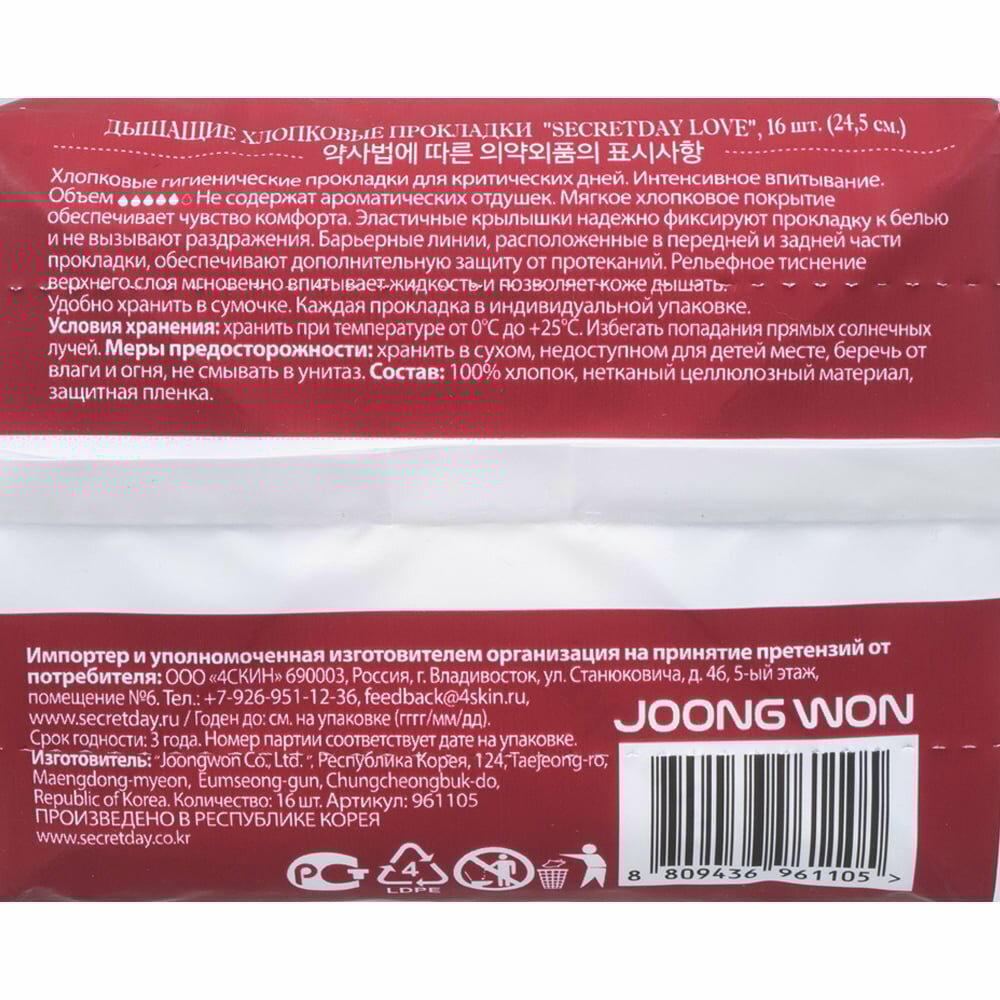 ДЫШАЩИЕ ХЛОПКОВЫЕ ПРОКЛАДКИ "SECRETDAY LOVE", 16 шт. (24,5 см.)
약사법에 따른 의약외품의 표시사항
Хлопковые гигиенические прокладки для критических дней. Интенсивное впитывание.
Объем Не содержат ароматических отдушек. Мягкое хлопковое покрытие
обеспечивает чувство комфорта. Эластичные крылышки надежно фиксируют прокладку к белью
и не вызывают раздражения. Барьерные линии, расположенные в передней и задней части
прокладки, обеспечивают дополнительную защиту от протеканий. Рельефное тиснение
верхнего слоя мгновенно впитывает жидкость и позволяет коже дышать.
Удобно хранить в сумочке. Каждая прокладка в индивидуальной упаковке.
Условия хранения: хранить при температуре от 0°C до +25°C. Избегать попадания прямых солнечных
лучей. Меры предосторожности: хранить в сухом, недоступном для детей месте, беречь от
влаги и огня, не смывать в унитаз. Состав: 100% хлопок, нетканый целлюлозный материал,
защитная пленка.
Импортер и уполномоченная изготовителем организация на принятие претензий от
потребителя: ООО «4СКИН» 690003, Россия, г. Владивосток, ул. Станюковича, д. 46, 5-ый этаж,
помещение №6. Тел.: +7-926-951-12-36, feedback@4skin.ru,
www.secretday.ru / Годен до: см. на упаковке (гггг/мм/дд).
Срок годности: 3 года. Номер партии соответствует дате на упаковке.
Изготовитель: "Joongwon Co., Ltd.", Республика Корея, 124, Taejeong-ro,
Maengdong-myeon, Eumseong-gun, Chungcheongbuk-do,
Republic of Korea. Количество: 16 шт. Артикул: 961105
ПРОИЗВЕДЕНО В РЕСПУБЛИКЕ КОРЕЯ
www.secretday.co.kr
JOONG WON
РСТ
4
LDPE
8 809436 961105 >